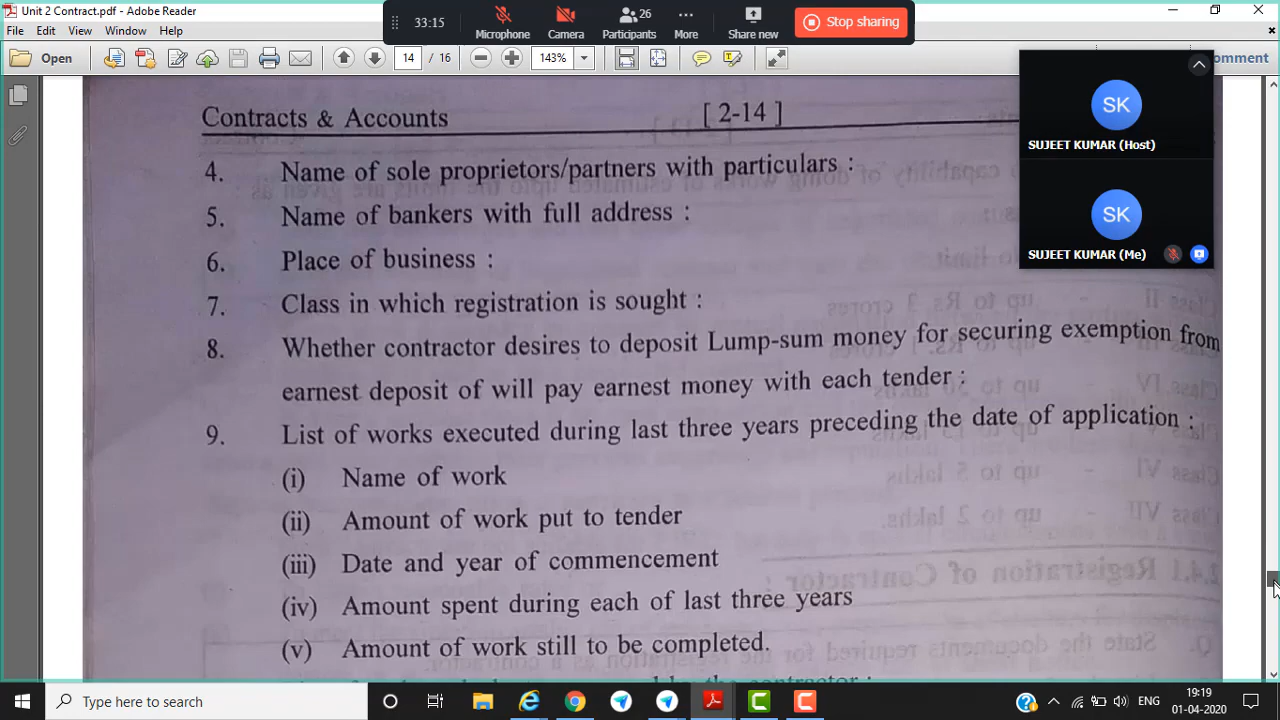 Unit 2 Contract.pdf - Adobe Reader
File Edit View Window Help
33:15
Microphone
Camera
26
Participants
More
Share new
Stop sharing
Open
14 / 16
143%
omment
SK
SUJEET KUMAR (Host)
SK
SUJEET KUMAR (Me)
Contracts & Accounts [ 2-14 ]
4. Name of sole proprietors/partners with particulars :
5. Name of bankers with full address :
6. Place of business :
7. Class in which registration is sought :
8. Whether contractor desires to deposit Lump-sum money for securing exemption from
earnest deposit of will pay earnest money with each tender :
9. List of works executed during last three years preceding the date of application :
(i) Name of work
(ii) Amount of work put to tender
(iii) Date and year of commencement
(iv) Amount spent during each of last three years
(v) Amount of work still to be completed.
Type here to search
ENG
19:19
01-04-2020